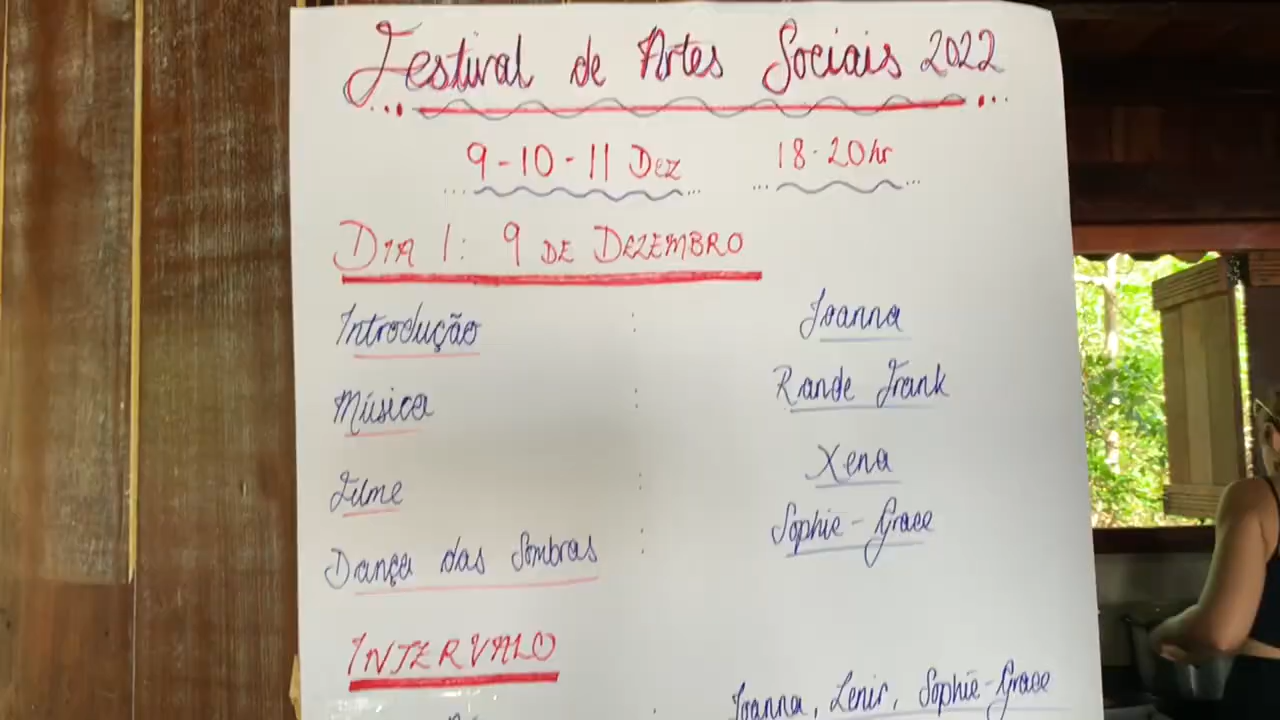 Festival de Artes Sociais 2022
9-10-11 Dez 18-20hr
DIA 1: 9 DE DEZEMBRO
Introdução : Joanna
Música : Rande Frank
Filme : Xena
Dança das Sombras : Sophie-Grace
INTERVALO
: Joanna, Lenir, Sophie-Grace